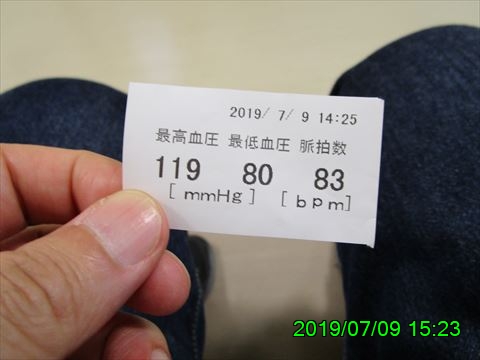 2019/ 7/ 9 14:25
最高血圧 最低血圧 脈拍数
119 80 83
[ mmHg ] [ bpm]
2019/07/09 15:23